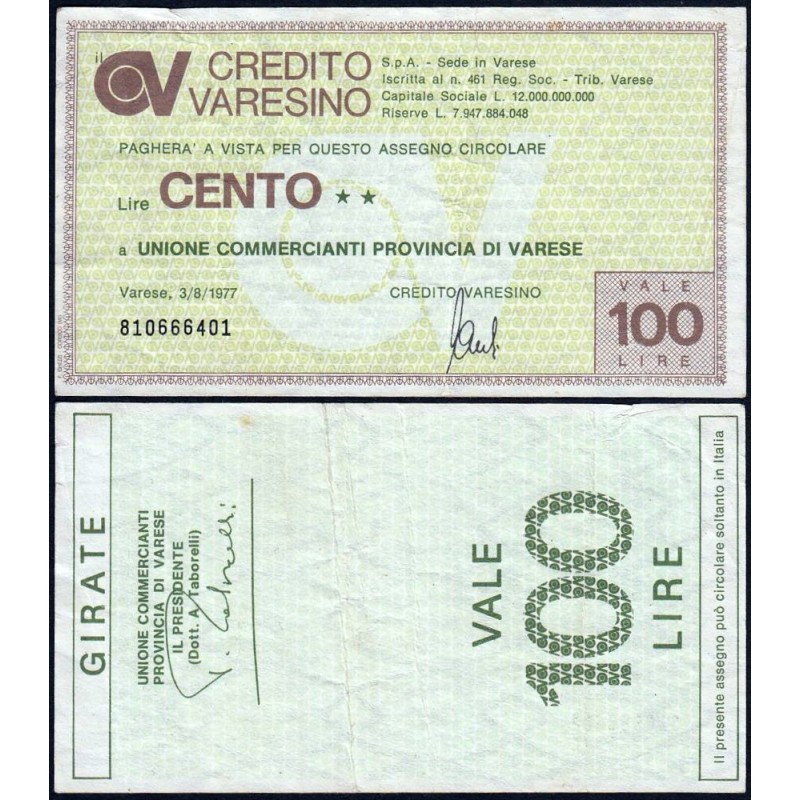 il CV CREDITO VARESINO
S.p.A. - Sede in Varese
Iscritta al n. 461 Reg. Soc. - Trib. Varese
Capitale Sociale L. 12.000.000.000
Riserve L. 7.947.884.048
PAGHERA' A VISTA PER QUESTO ASSEGNO CIRCOLARE
Lire CENTO ★★
a UNIONE COMMERCIANTI PROVINCIA DI VARESE
Varese, 3/8/1977 CREDITO VARESINO
810666401
VALE
100
LIRE
GIRATE
UNIONE COMMERCIANTI
PROVINCIA DI VARESE
IL PRESIDENTE
(Dott. A. Taborelli)
VALE
100
LIRE
Il presente assegno può circolare soltanto in Italia